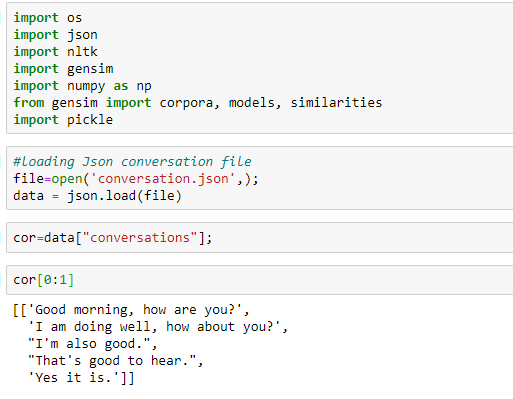 import os
import json
import nltk
import gensim
import numpy as np
from gensim import corpora, models, similarities
import pickle
#loading Json conversation file
file=open('conversation.json',);
data = json.load(file)
cor=data["conversations"];
cor[0:1]
[['Good morning, how are you?',
  'I am doing well, how about you?',
  "I'm also good.",
  "That's good to hear.",
  'Yes it is.']]